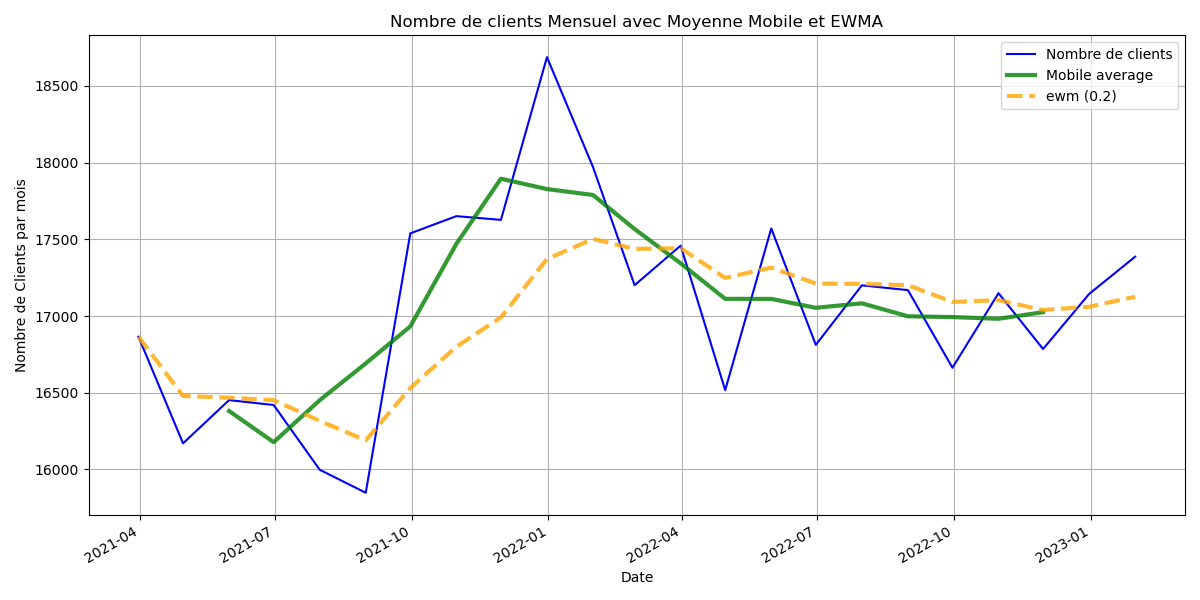 Nombre de clients Mensuel avec Moyenne Mobile et EWMA
Nombre de clients
Mobile average
ewm (0.2)
Nombre de Clients par mois
18500
18000
17500
17000
16500
16000
2021-04
2021-07
2021-10
2022-01
2022-04
2022-07
2022-10
2023-01
Date